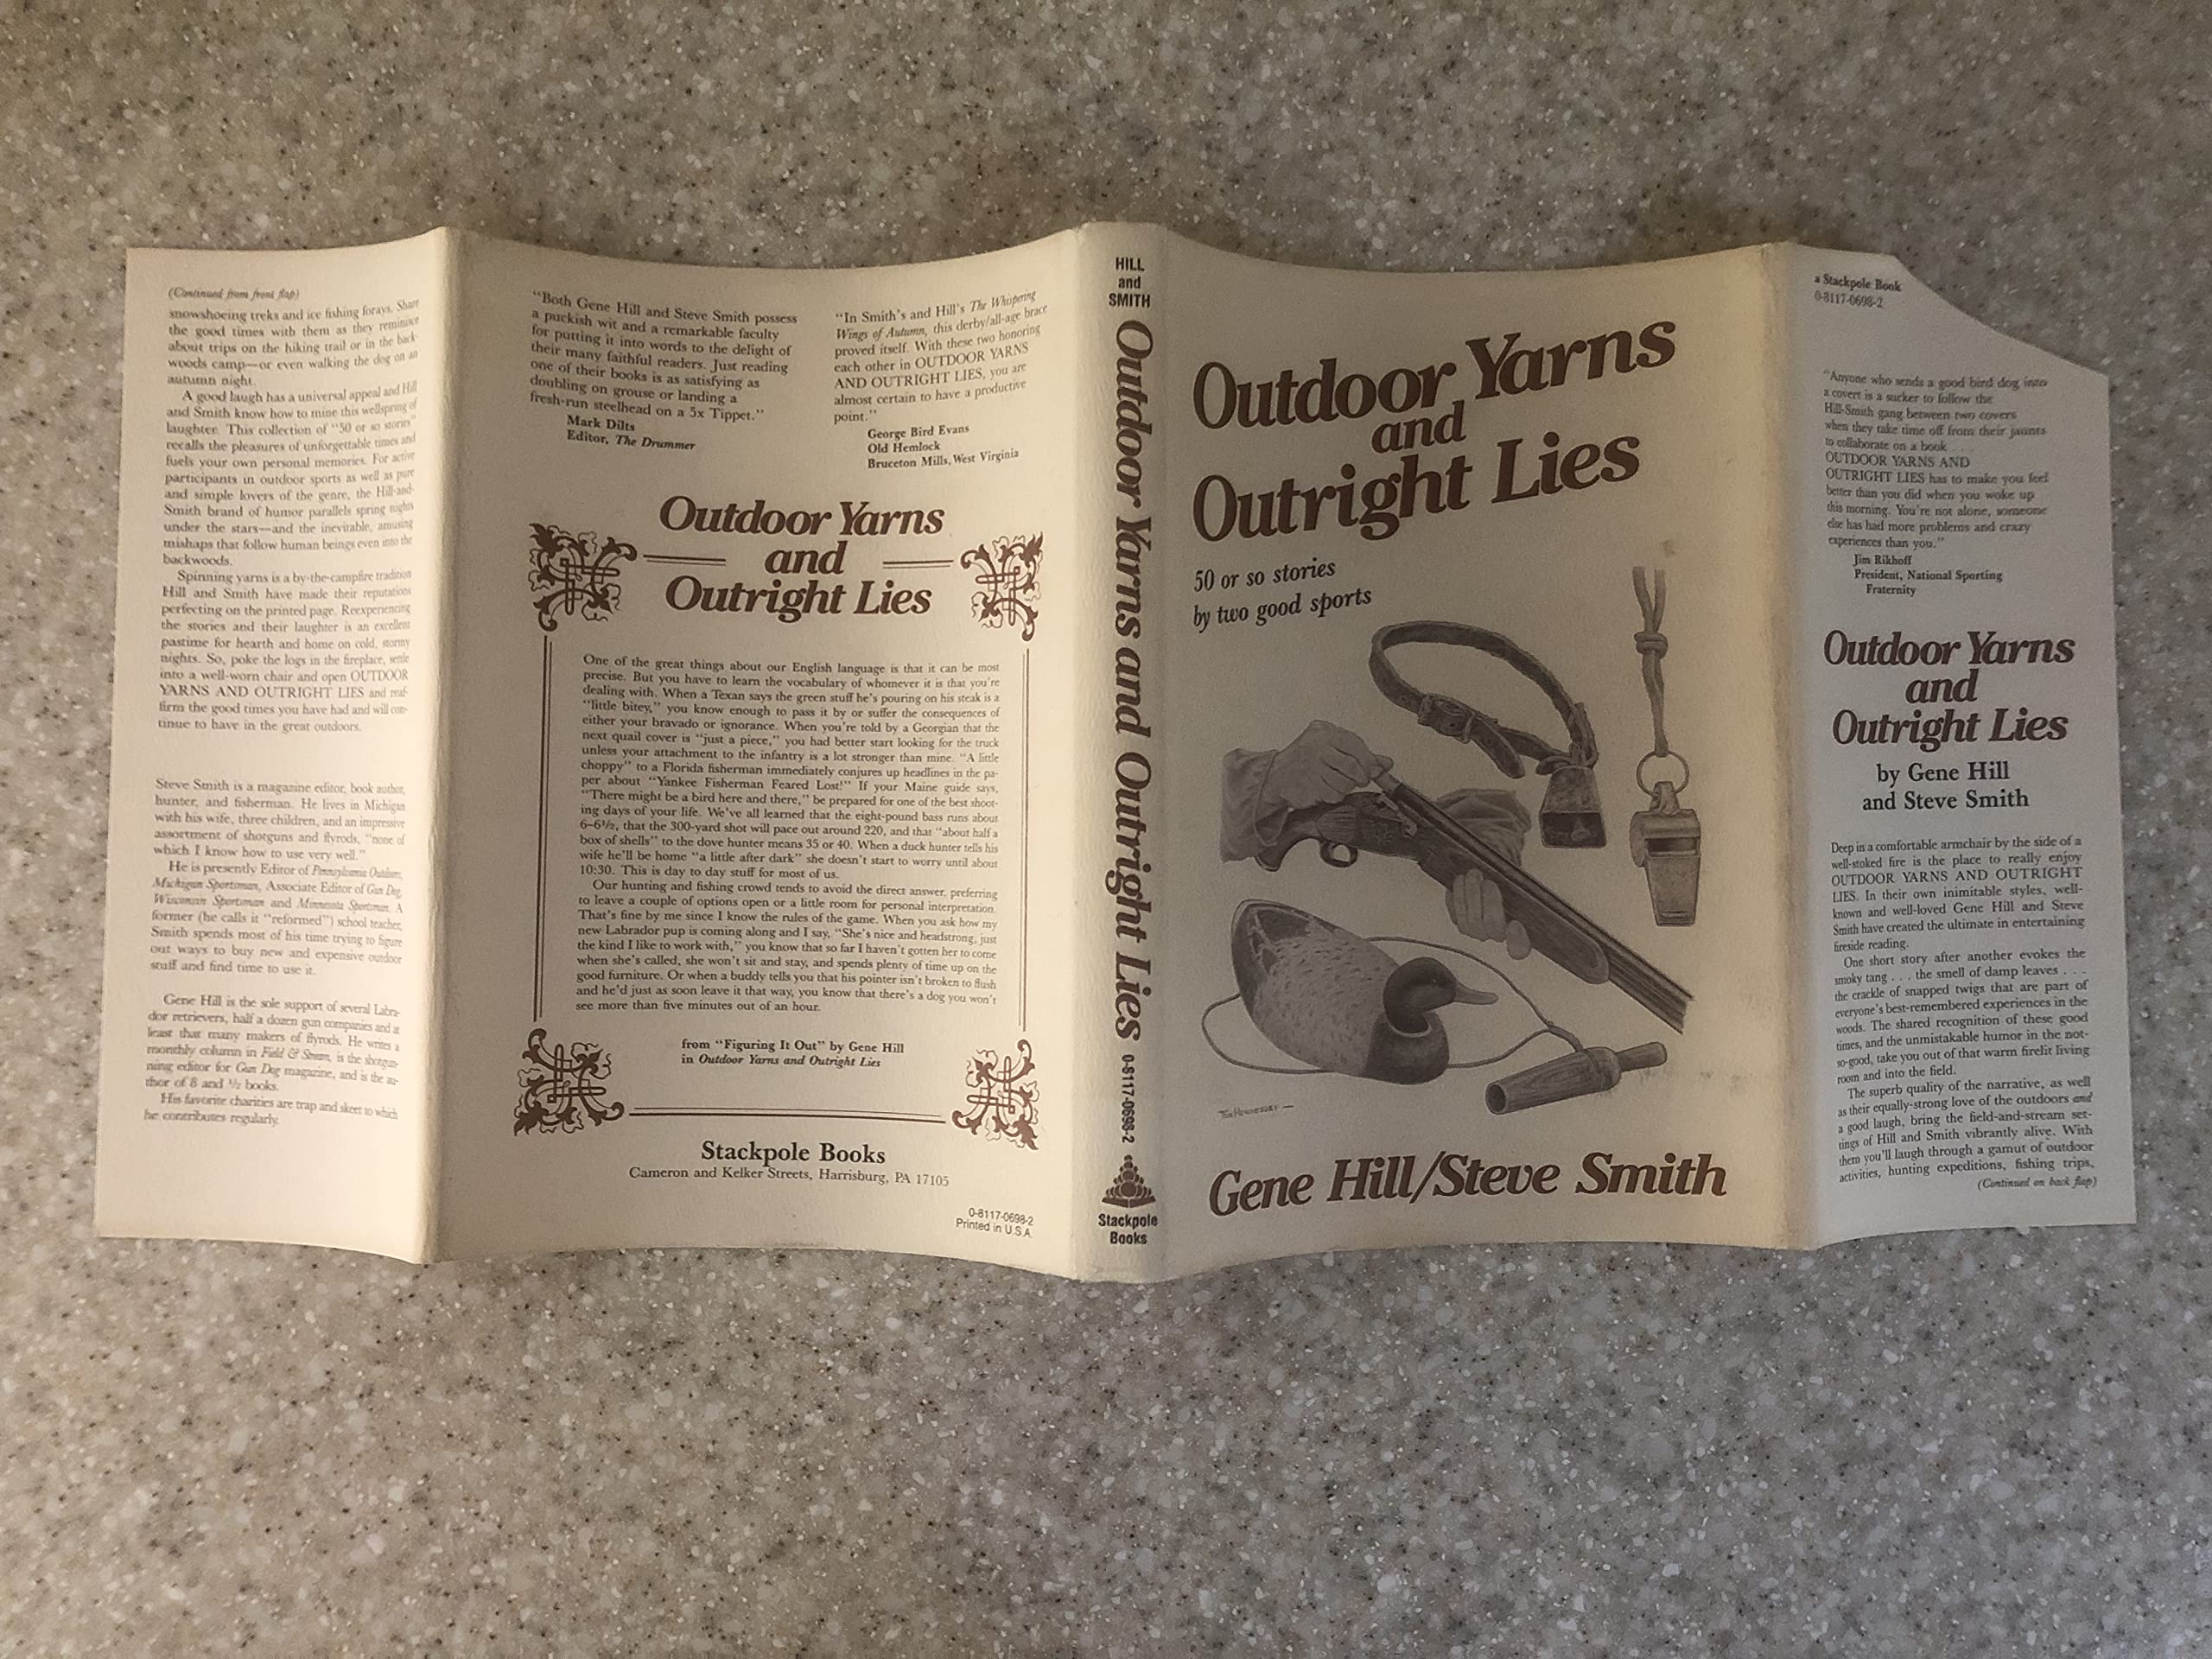 (Continued from front flap)
snowshoeing treks and ice fishing forays. Share
the good times with them as they reminisce
about trips on the hiking trail or in the back-
woods camp—or even walking the dog on an
autumn night.
A good laugh has a universal appeal and Hill
and Smith know how to mine this wellspring of
laughter. This collection of "50 or so stories"
recalls the pleasures of unforgettable times and
fuels your own personal memories. For active
participants in outdoor sports as well as pure
and simple lovers of the genre, the Hill-and-
Smith brand of humor parallels spring nights
under the stars—and the inevitable, amusing
mishaps that follow human beings even into the
backwoods.
Spinning yarns is a by-the-campfire tradition
Hill and Smith have made their reputations
perfecting on the printed page. Reexperiencing
the stories and their laughter is an excellent
pastime for hearth and home on cold, stormy
nights. So, poke the logs in the fireplace, settle
into a well-worn chair and open OUTDOOR
YARNS AND OUTRIGHT LIES and reaf-
firm the good times you have had and will con-
tinue to have in the great outdoors.
Steve Smith is a magazine editor, book author,
hunter, and fisherman. He lives in Michigan
with his wife, three children, and an impressive
assortment of shotguns and flyrods, "none of
which I know how to use very well."
He is presently Editor of Pennsylvania Outdoors,
Michigan Sportsman, Associate Editor of Gun Dog,
Wisconsin Sportsman and Minnesota Sportsman. A
former (he calls it "reformed") school teacher,
Smith spends most of his time trying to figure
out ways to buy new and expensive outdoor
stuff and find time to use it.
Gene Hill is the sole support of several Labra-
dor retrievers, half a dozen gun companies and at
least that many makers of flyrods. He writes a
monthly column in Field & Stream, is the shotgun-
ning editor for Gun Dog magazine, and is the au-
thor of 8 and ½ books.
His favorite charities are trap and skeet to which
he contributes regularly.
"Both Gene Hill and Steve Smith possess
a puckish wit and a remarkable faculty
for putting it into words to the delight of
their many faithful readers. Just reading
one of their books is as satisfying as
doubling on grouse or landing a
fresh-run steelhead on a 5x Tippet."
Mark Dilts
Editor, The Drummer
"In Smith's and Hill's The Whispering
Wings of Autumn, this derby/all-age brace
proved itself. With these two honoring
each other in OUTDOOR YARNS
AND OUTRIGHT LIES, you are
almost certain to have a productive
point."
George Bird Evans
Old Hemlock
Bruceton Mills, West Virginia
Outdoor Yarns
and
Outright Lies
One of the great things about our English language is that it can be most
precise. But you have to learn the vocabulary of whomever it is that you're
dealing with. When a Texan says the green stuff he's pouring on his steak is a
"little bitey," you know enough to pass it by or suffer the consequences of
either your bravado or ignorance. When you're told by a Georgian that the
next quail cover is "just a piece," you had better start looking for the truck
unless your attachment to the infantry is a lot stronger than mine. "A little
choppy" to a Florida fisherman immediately conjures up headlines in the pa-
per about "Yankee Fisherman Feared Lost!" If your Maine guide says,
"There might be a bird here and there," be prepared for one of the best shoot-
ing days of your life. We've all learned that the eight-pound bass runs about
6–6½, that the 300-yard shot will pace out around 220, and that "about half a
box of shells" to the dove hunter means 35 or 40. When a duck hunter tells his
wife he'll be home "a little after dark" she doesn't start to worry until about
10:30. This is day to day stuff for most of us.
Our hunting and fishing crowd tends to avoid the direct answer, preferring
to leave a couple of options open or a little room for personal interpretation.
That's fine by me since I know the rules of the game. When you ask how my
new Labrador pup is coming along and I say, "She's nice and headstrong, just
the kind I like to work with," you know that so far I haven't gotten her to come
when she's called, she won't sit and stay, and spends plenty of time up on the
good furniture. Or when a buddy tells you that his pointer isn't broken to flush
and he'd just as soon leave it that way, you know that there's a dog you won't
see more than five minutes out of an hour.
from "Figuring It Out" by Gene Hill
in Outdoor Yarns and Outright Lies
Stackpole Books
Cameron and Kelker Streets, Harrisburg, PA 17105
0-8117-0698-2
Printed in U.S.A.
HILL
and
SMITH
Outdoor Yarns and Outright Lies
0-8117-0698-2
Stackpole
Books
Outdoor Yarns
and
Outright Lies
50 or so stories
by two good sports
Tom Hennessey
Gene Hill/Steve Smith
a Stackpole Book
0-8117-0698-2
"Anyone who sends a good bird dog into
a covert is a sucker to follow the
Hill-Smith gang between two covers
when they take time off from their jaunts
to collaborate on a book . . .
OUTDOOR YARNS AND
OUTRIGHT LIES has to make you feel
better than you did when you woke up
this morning. You're not alone, someone
else has had more problems and crazy
experiences than you."
Jim Rikhoff
President, National Sporting
Fraternity
Outdoor Yarns
and
Outright Lies
by Gene Hill
and Steve Smith
Deep in a comfortable armchair by the side of a
well-stoked fire is the place to really enjoy
OUTDOOR YARNS AND OUTRIGHT
LIES. In their own inimitable styles, well-
known and well-loved Gene Hill and Steve
Smith have created the ultimate in entertaining
fireside reading.
One short story after another evokes the
smoky tang . . . the smell of damp leaves . . .
the crackle of snapped twigs that are part of
everyone's best-remembered experiences in the
woods. The shared recognition of these good
times, and the unmistakable humor in the not-
so-good, take you out of that warm firelit living
room and into the field.
The superb quality of the narrative, as well
as their equally-strong love of the outdoors and
a good laugh, bring the field-and-stream set-
tings of Hill and Smith vibrantly alive. With
them you'll laugh through a gamut of outdoor
activities, hunting expeditions, fishing trips,
(Continued on back flap)